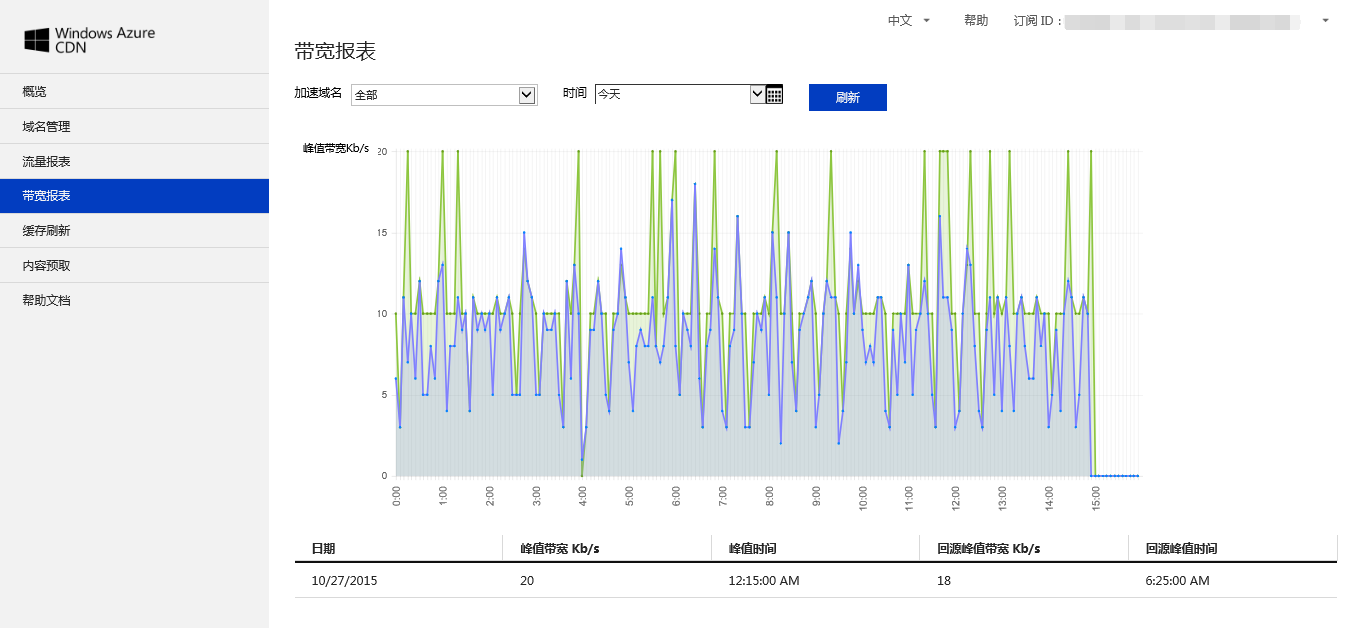 Windows Azure
CDN
中文
帮助
订阅 ID :
概览
域名管理
流量报表
带宽报表
缓存刷新
内容预取
帮助文档
带宽报表
加速域名 全部 时间 今天 刷新
峰值带宽Kb/s
20
15
10
5
0
0:00 1:00 2:00 3:00 4:00 5:00 6:00 7:00 8:00 9:00 10:00 11:00 12:00 13:00 14:00 15:00
日期 峰值带宽 Kb/s 峰值时间 回源峰值带宽 Kb/s 回源峰值时间
10/27/2015 20 12:15:00 AM 18 6:25:00 AM